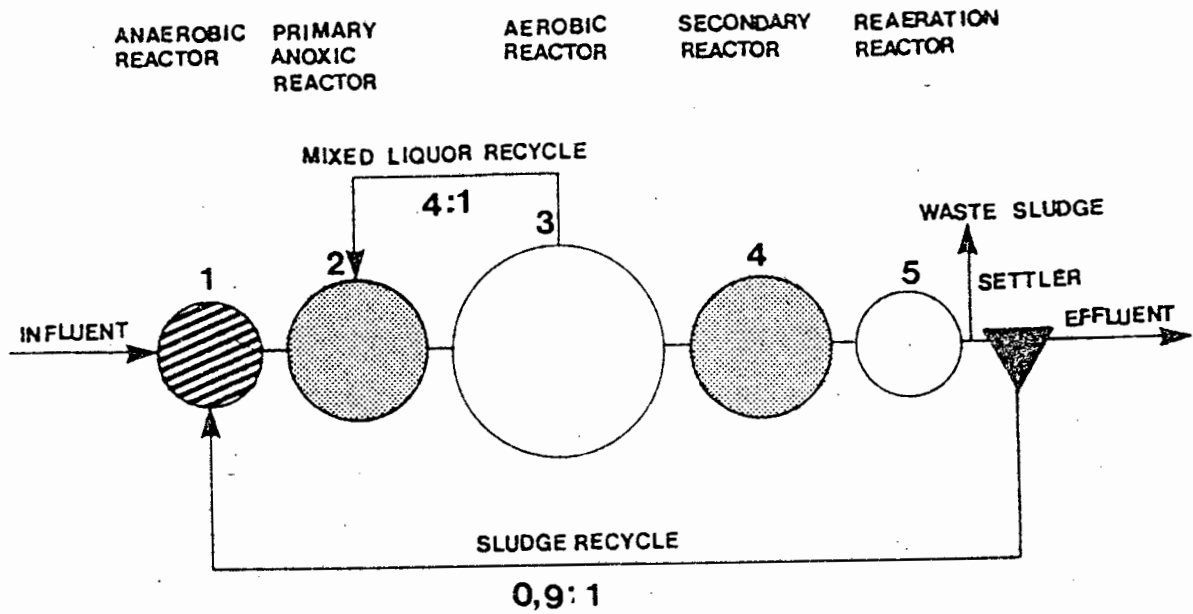 ANAEROBIC
REACTOR
PRIMARY
ANOXIC
REACTOR
AEROBIC
REACTOR
SECONDARY
REACTOR
REAERATION
REACTOR
MIXED LIQUOR RECYCLE
4:1
WASTE SLUDGE
1
2
3
4
5
SETTLER
INFLUENT
EFFLUENT
SLUDGE RECYCLE
0,9:1